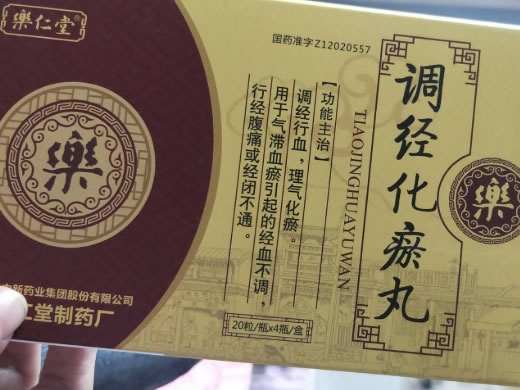 樂仁堂®
国药准字Z12020557
调经化瘀丸
TIAOJINGHUAYUWAN
【功能主治】
调经行血，理气化瘀。
用于气滞血瘀引起的经血不调，
行经腹痛或经闭不通。
樂
樂
新药业集团股份有限公司
仁堂制药厂
20粒/瓶x4瓶/盒